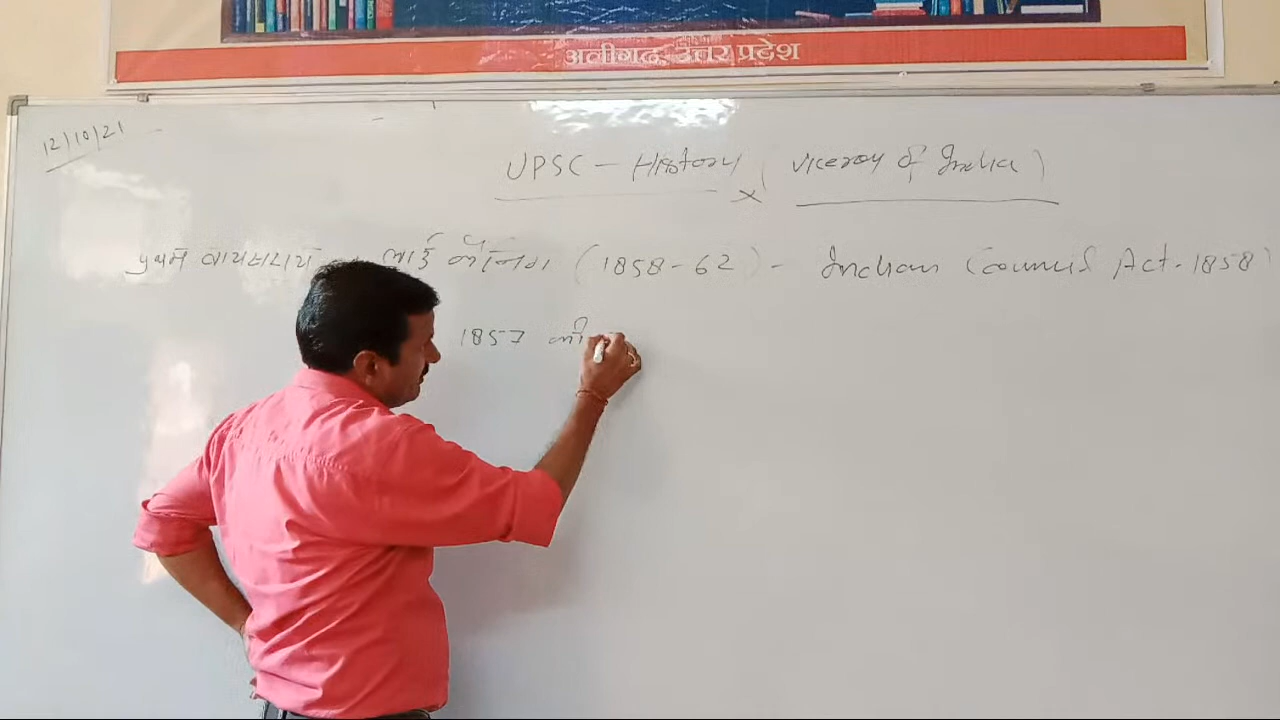 अलीगढ़, उत्तर प्रदेश
12/10/21
UPSC - History ( Viceroy of India )
प्रथम वायसराय लार्ड कैनिंग (1858-62) - Indian Council Act-1858
1857 की